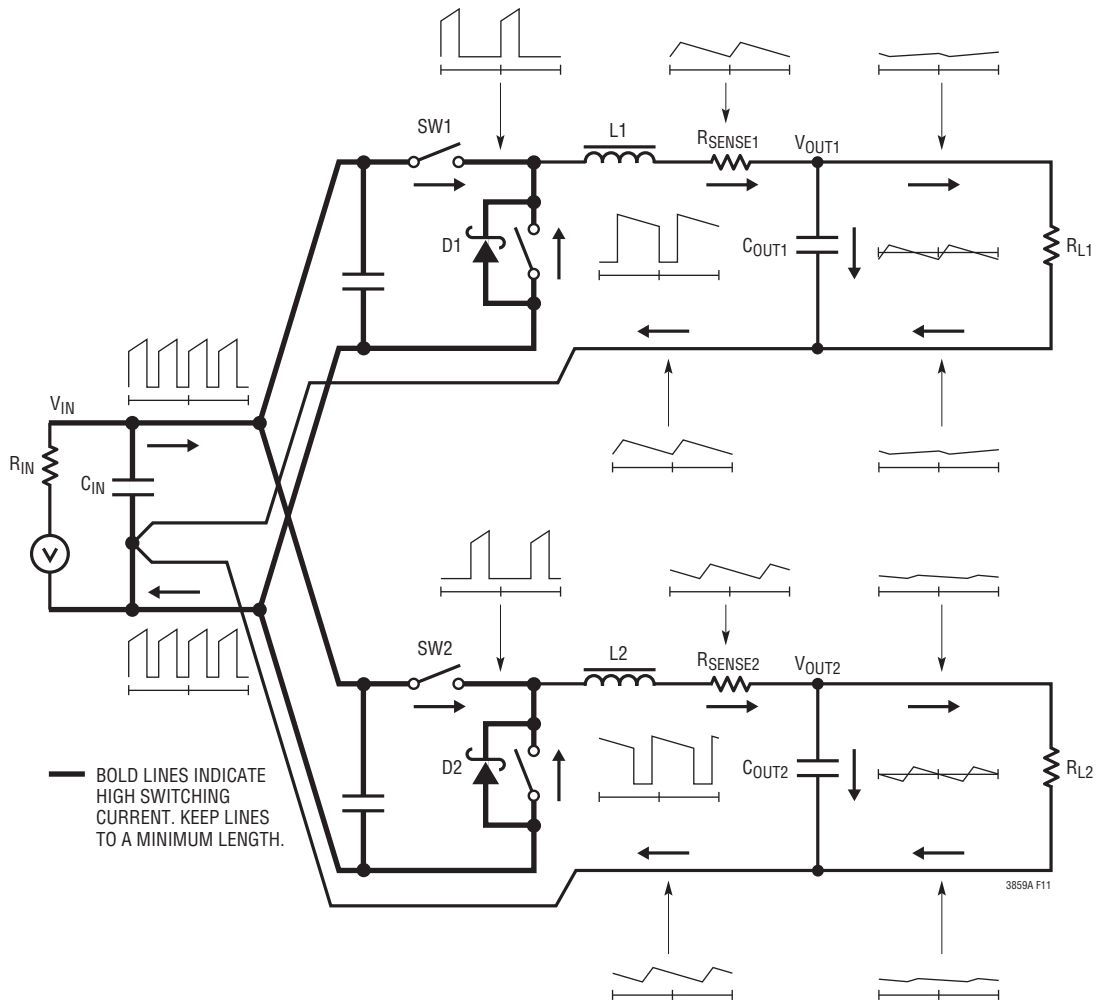 SW1
L1
RSENSE1
VOUT1
D1
COUT1
RL1
VIN
RIN
CIN
V
SW2
L2
RSENSE2
VOUT2
D2
COUT2
RL2
BOLD LINES INDICATE
HIGH SWITCHING
CURRENT. KEEP LINES
TO A MINIMUM LENGTH.
3859A F11